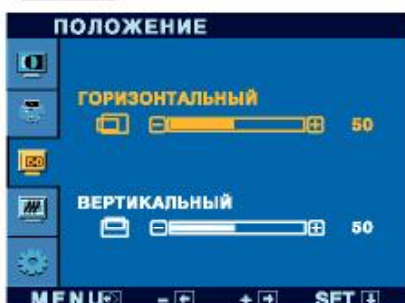 ПОЛОЖЕНИЕ
ГОРИЗОНТАЛЬНЫЙ
50
ВЕРТИКАЛЬНЫЙ
50
MENU - + SET